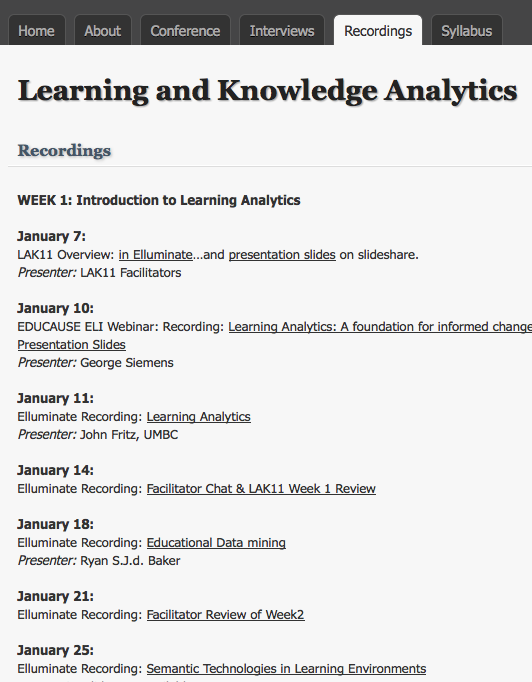 Home About Conference Interviews Recordings Syllabus
Learning and Knowledge Analytics
Recordings
WEEK 1: Introduction to Learning Analytics
January 7:
LAK11 Overview: in Elluminate...and presentation slides on slideshare.
Presenter: LAK11 Facilitators
January 10:
EDUCAUSE ELI Webinar: Recording: Learning Analytics: A foundation for informed change
Presentation Slides
Presenter: George Siemens
January 11:
Elluminate Recording: Learning Analytics
Presenter: John Fritz, UMBC
January 14:
Elluminate Recording: Facilitator Chat & LAK11 Week 1 Review
January 18:
Elluminate Recording: Educational Data mining
Presenter: Ryan S.J.d. Baker
January 21:
Elluminate Recording: Facilitator Review of Week2
January 25:
Elluminate Recording: Semantic Technologies in Learning Environments